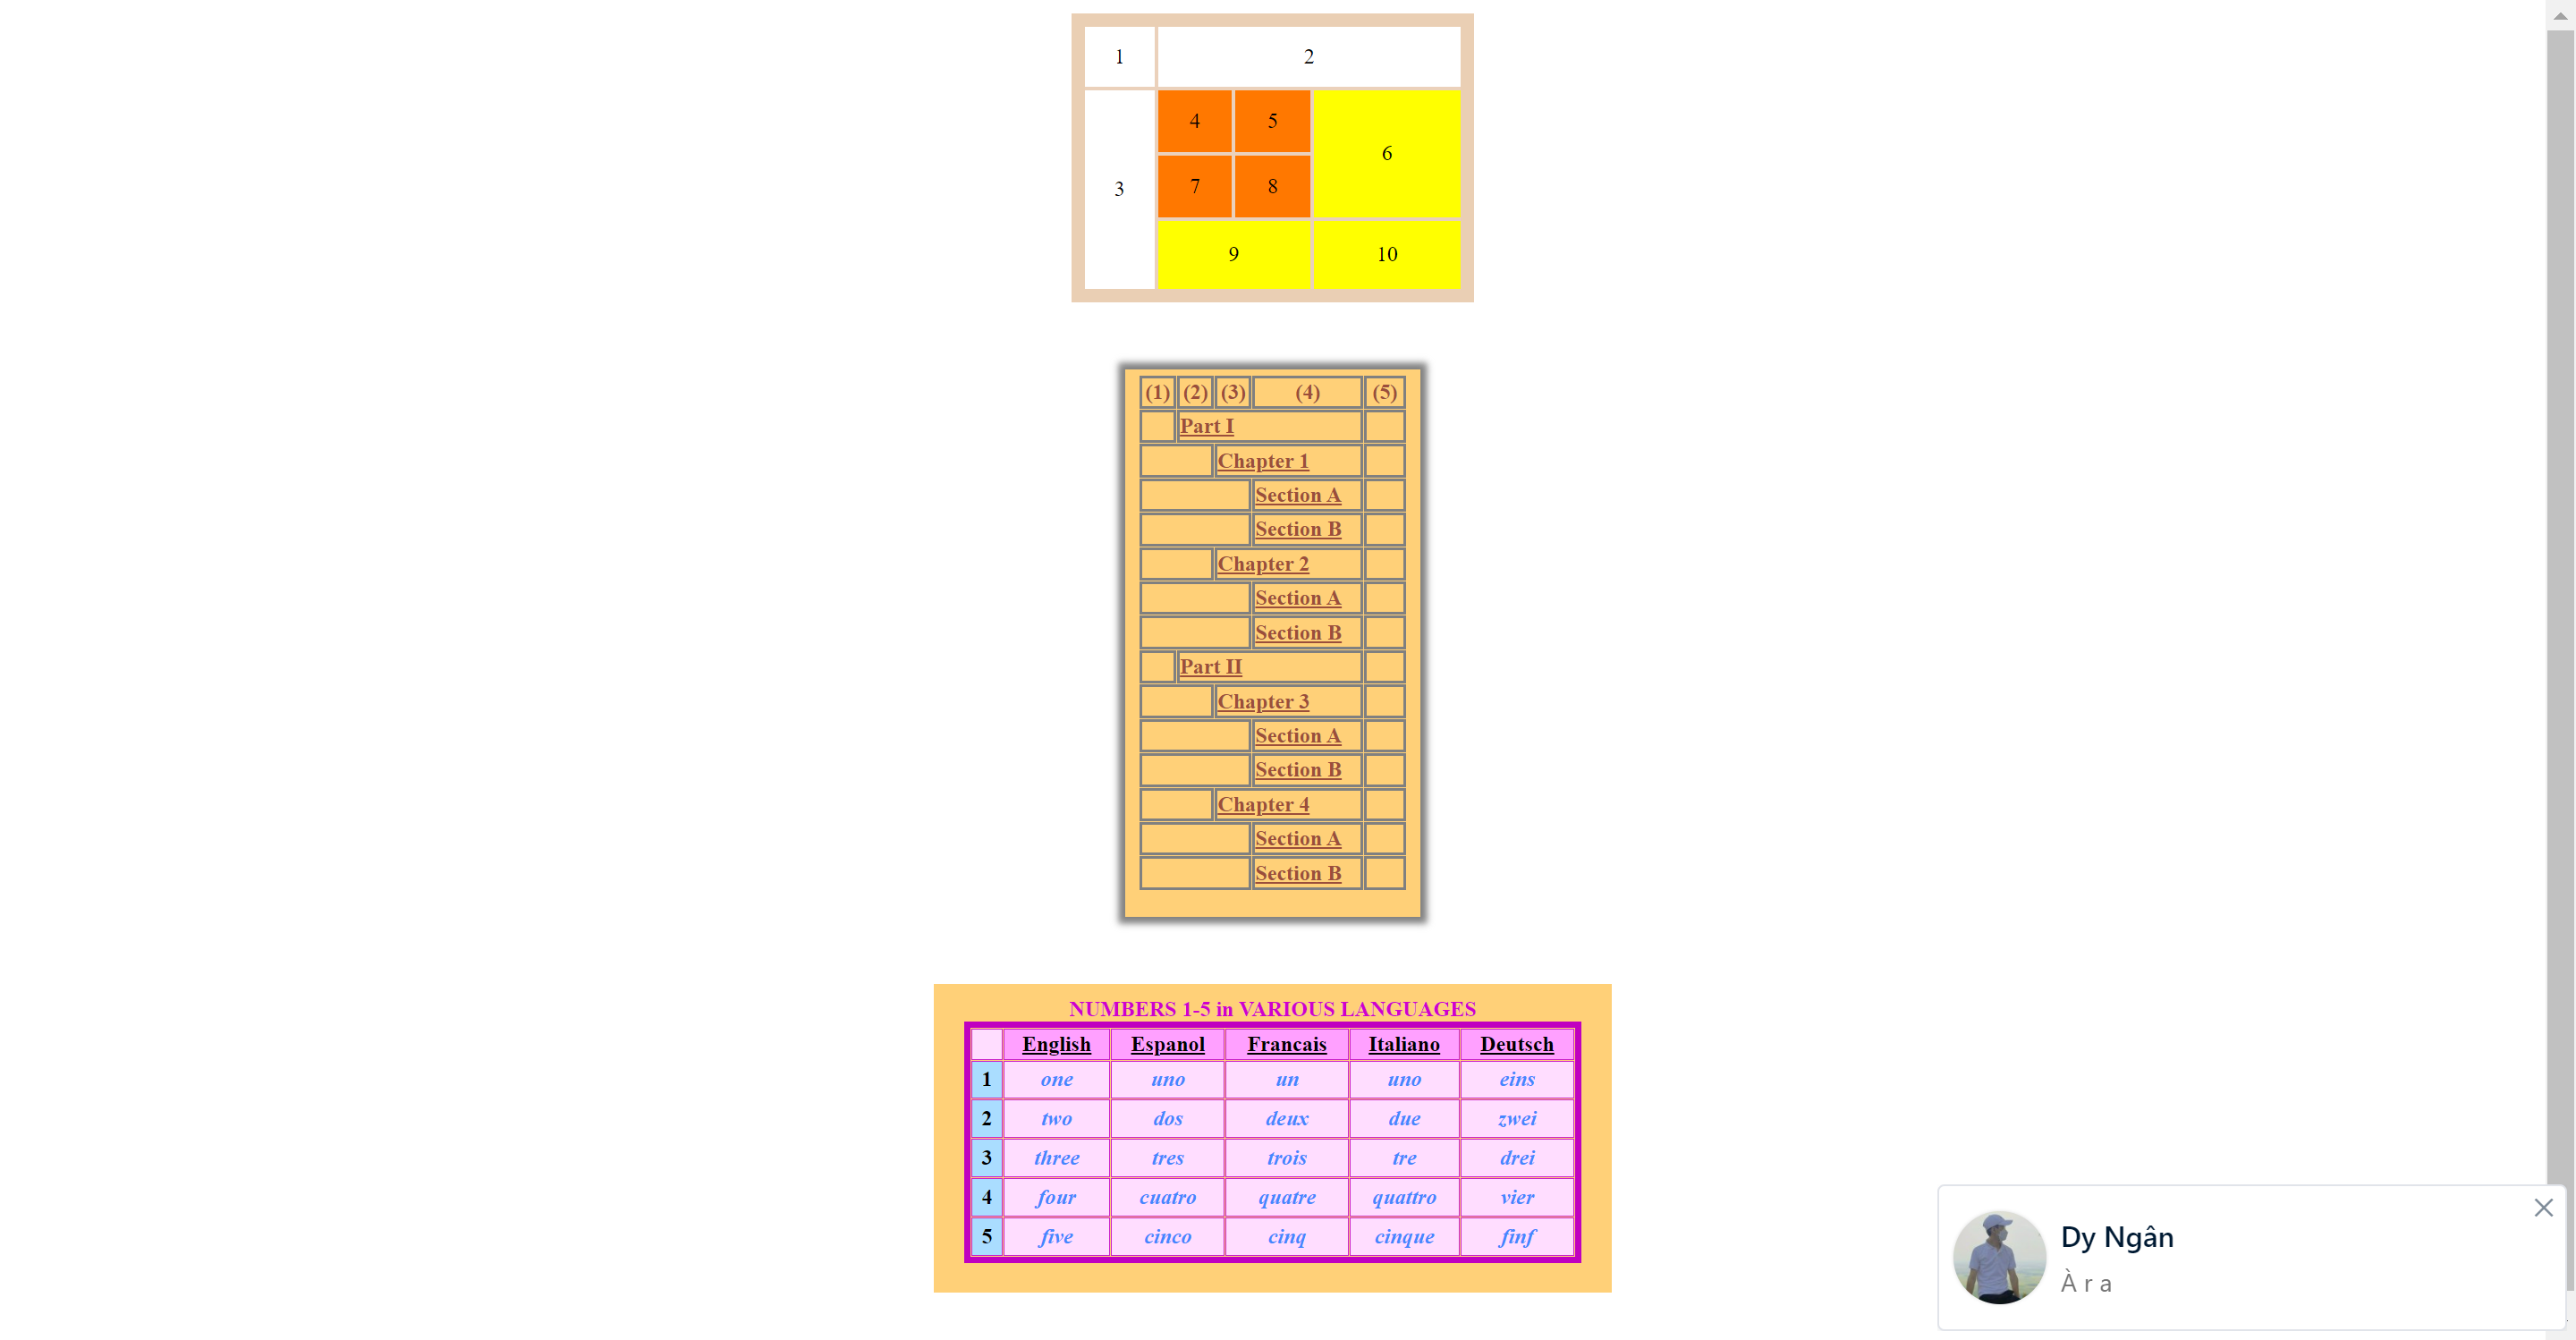 1 2
4 5
6
3 7 8
9 10
(1) (2) (3) (4) (5)
Part I
Chapter 1
Section A
Section B
Chapter 2
Section A
Section B
Part II
Chapter 3
Section A
Section B
Chapter 4
Section A
Section B
NUMBERS 1-5 in VARIOUS LANGUAGES
English Espanol Francais Italiano Deutsch
1 one uno un uno eins
2 two dos deux due zwei
3 three tres trois tre drei
4 four cuatro quatre quattro vier
5 five cinco cinq cinque finf
Dy Ngân
À r a